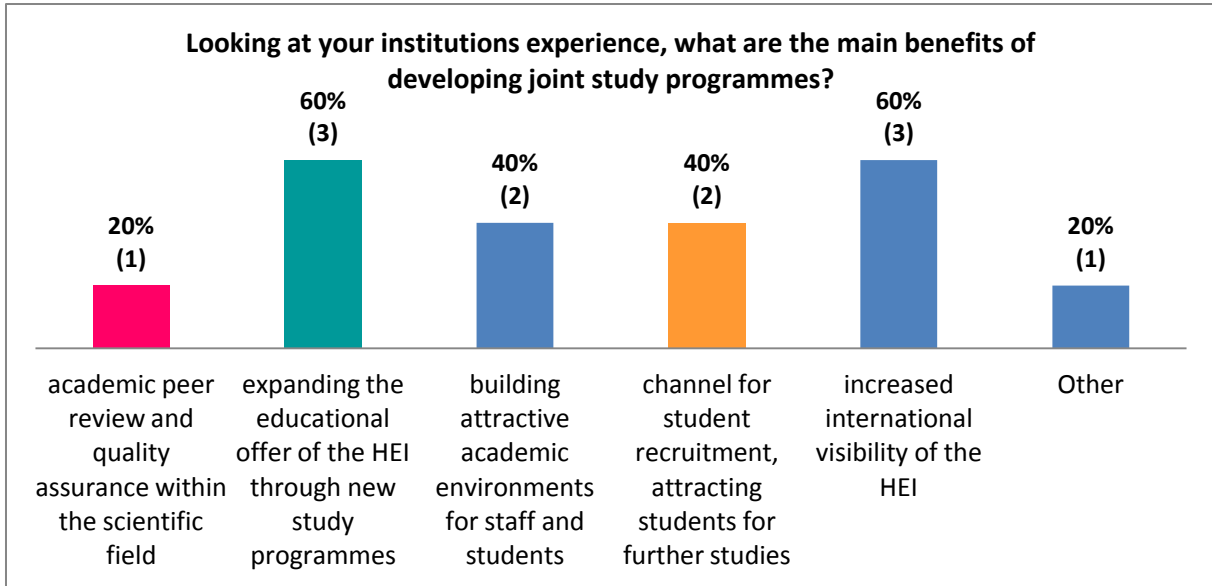 Looking at your institutions experience, what are the main benefits of
developing joint study programmes?
20%
(1)
60%
(3)
40%
(2)
40%
(2)
60%
(3)
20%
(1)
academic peer
review and
quality
assurance within
the scientific
field
expanding the
educational
offer of the HEI
through new
study
programmes
building
attractive
academic
environments
for staff and
students
channel for
student
recruitment,
attracting
students for
further studies
increased
international
visibility of the
HEI
Other